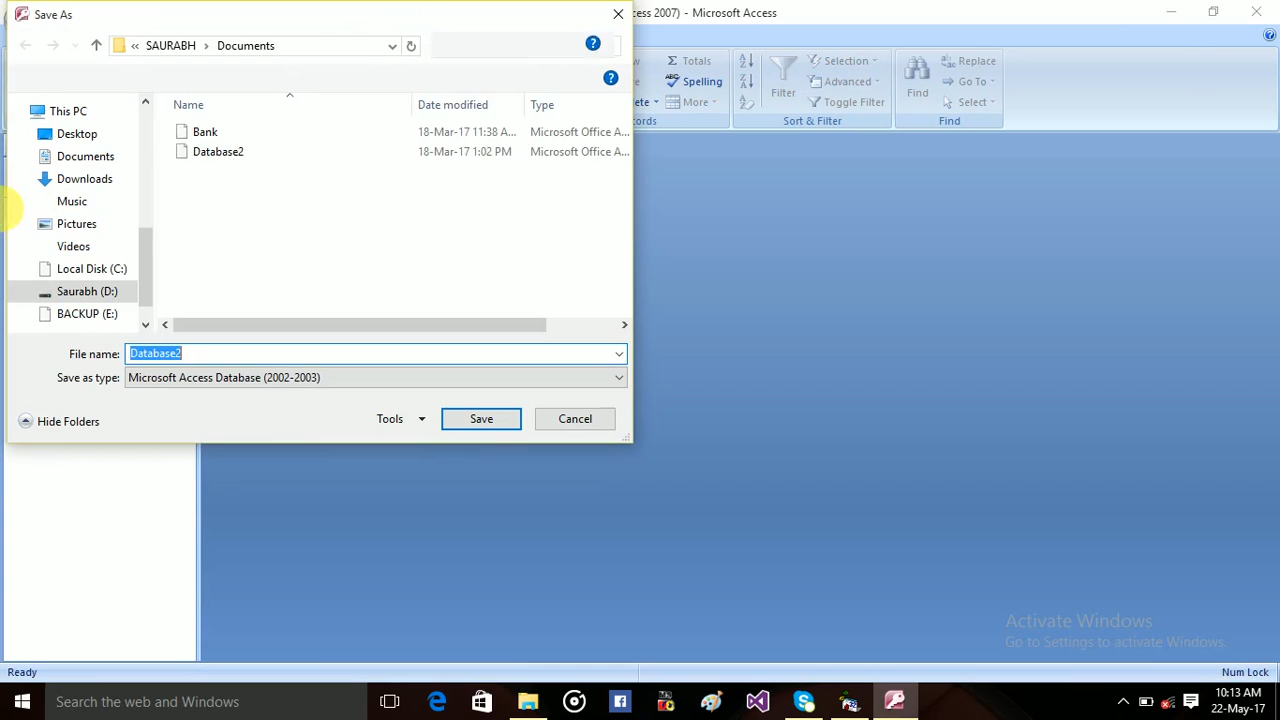 Save As
ccess 2007) - Microsoft Access
SAURABH
Documents
Name
Date modified
Type
This PC
Desktop
Documents
Downloads
Music
Pictures
Videos
Local Disk (C:)
Saurabh (D:)
BACKUP (E:)
Bank
18-Mar-17 11:38 A...
Microsoft Office A...
Database2
18-Mar-17 1:02 PM
Microsoft Office A...
File name:
Database2
Save as type:
Microsoft Access Database (2002-2003)
Hide Folders
Tools
Save
Cancel
Totals
Spelling
More
Filter
Selection
Advanced
Toggle Filter
Sort & Filter
Find
Replace
Go To
Select
Find
Activate Windows
Go to Settings to activate Windows.
Ready
Num Lock
Search the web and Windows
10:13 AM
22-May-17